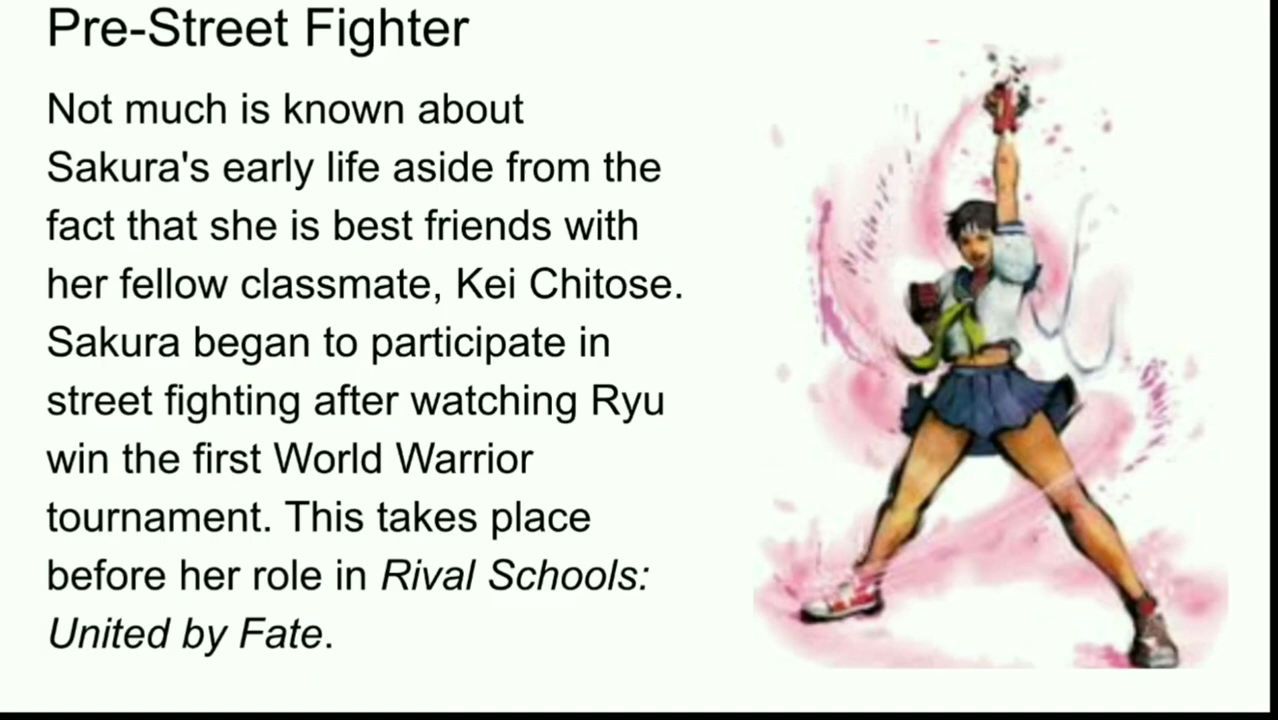 Pre-Street Fighter
Not much is known about
Sakura's early life aside from the
fact that she is best friends with
her fellow classmate, Kei Chitose.
Sakura began to participate in
street fighting after watching Ryu
win the first World Warrior
tournament. This takes place
before her role in Rival Schools:
United by Fate.